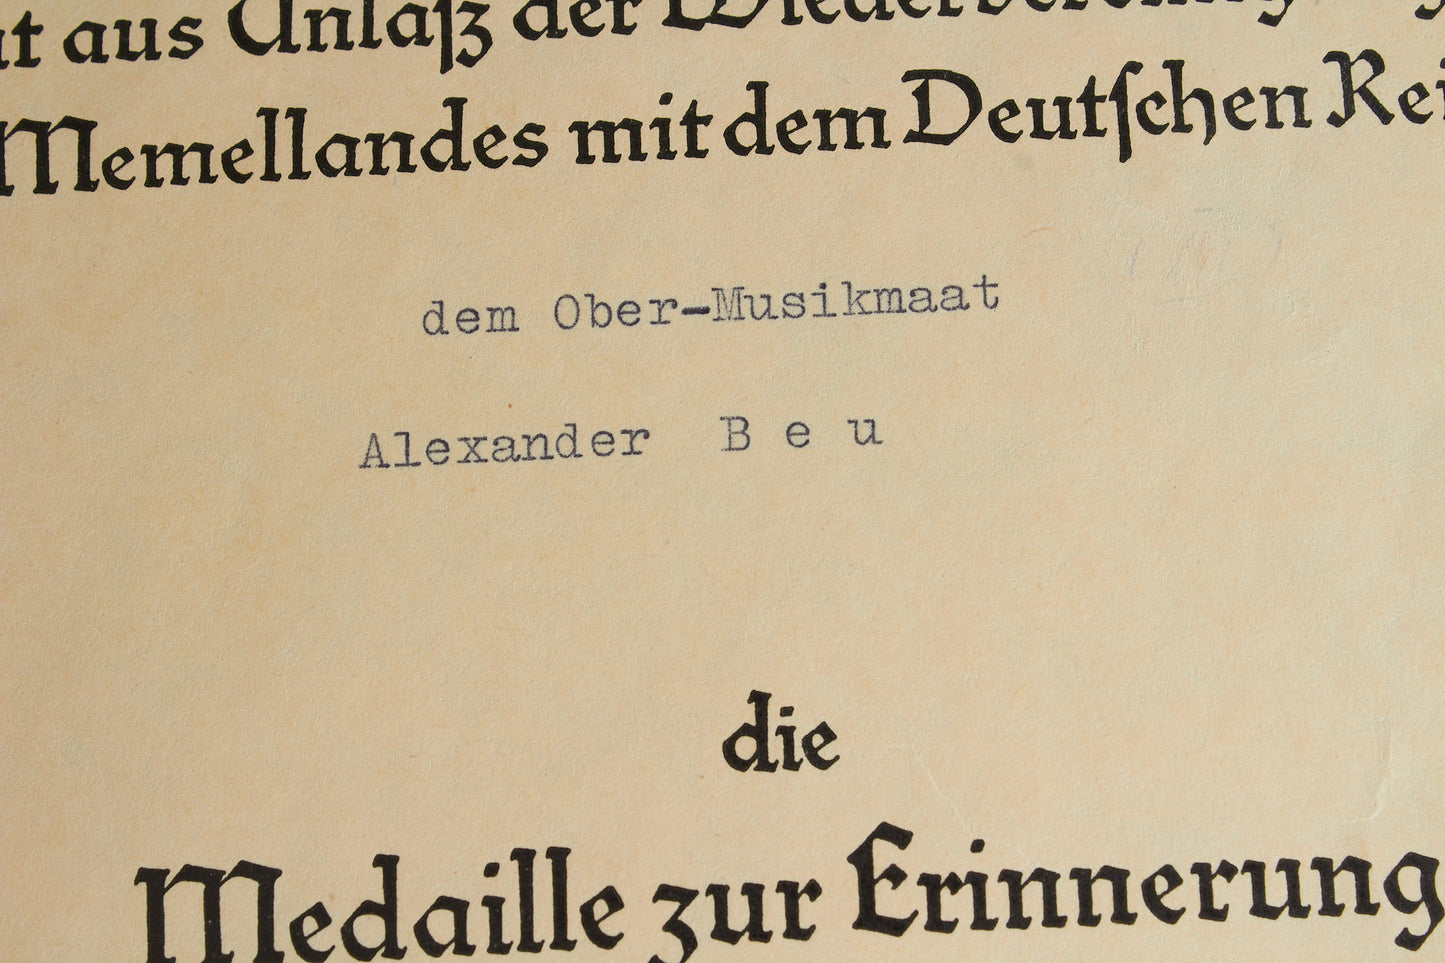 aus Anlaß der
Memellandes mit dem Deutschen
dem Ober-Musikmaat
Alexander B e u
die
Medaille zur Erinnerung